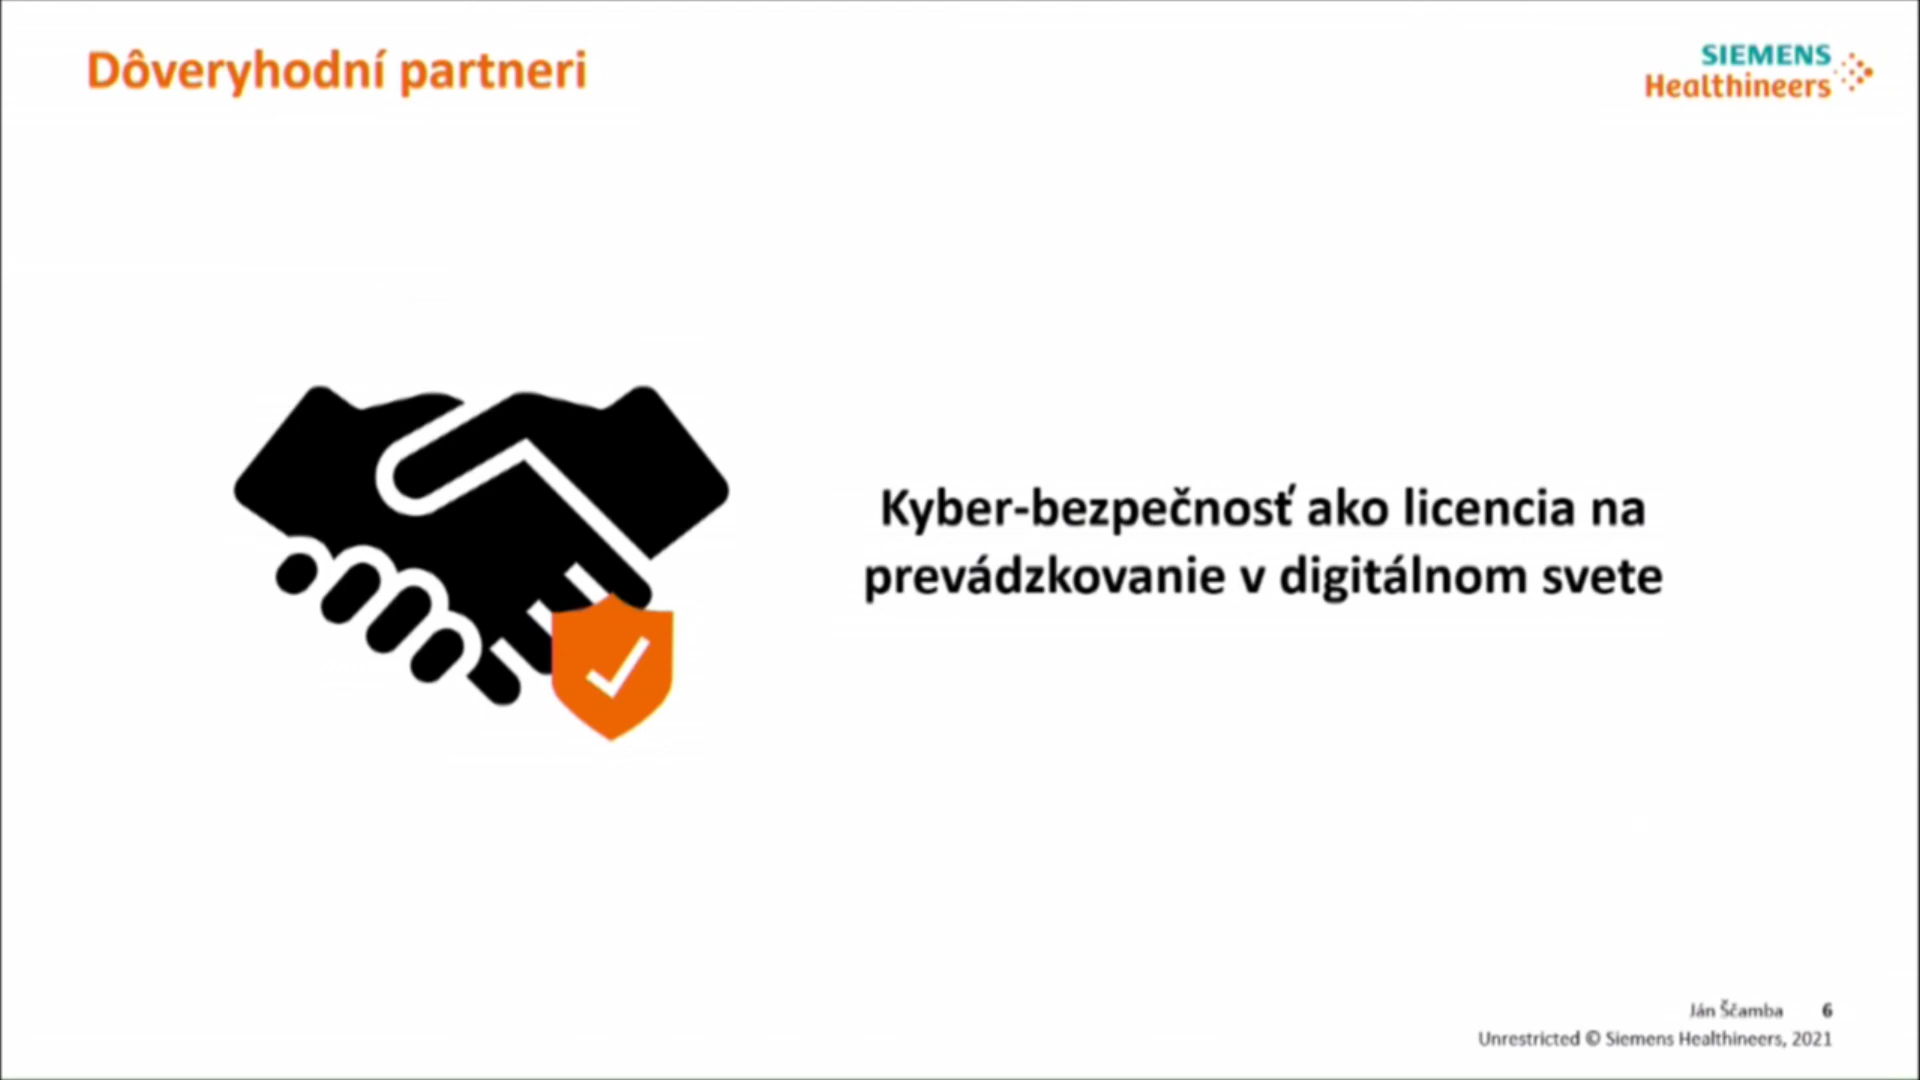 Dôveryhodní partneri
SIEMENS
Healthineers
Kyber-bezpečnosť ako licencia na
prevádzkovanie v digitálnom svete
Ján Ščamba 6
Unrestricted © Siemens Healthineers, 2021